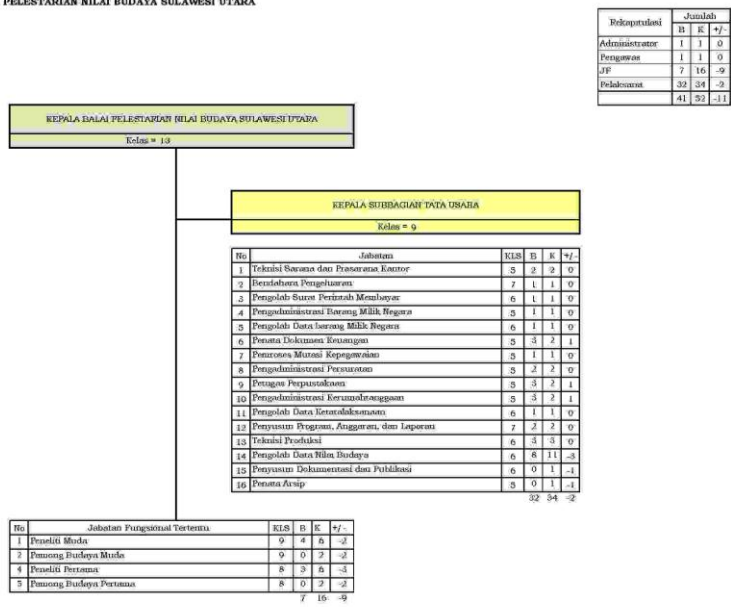 PELESTARIAN NILAI BUDAYA SULAWESI UTARA
Rekapitulasi Jumlah
B K +/-
Administrator 1 1 0
Pengawas 1 1 0
JF 7 16 -9
Pelaksana 32 34 -2
41 52 -11
KEPALA BALAI PELESTARIAN NILAI BUDAYA SULAWESI UTARA
Kelas = 13
KEPALA SUBBAGIAN TATA USAHA
Kelas = 9
No Jabatan KLS B K +/-
1 Teknisi Sarana dan Prasarana Kantor 5 2 2 0
2 Bendahara Pengeluaran 7 1 1 0
3 Pengolah Surat Perintah Membayar 6 1 1 0
4 Pengadministrasi Barang Milik Negara 5 1 1 0
5 Pengolah Data barang Milik Negara 6 1 1 0
6 Penata Dokumen Keuangan 5 3 2 1
7 Pemroses Mutasi Kepegawaian 5 1 1 0
8 Pengadministrasi Persuratan 5 2 2 0
9 Petugas Perpustakaan 5 3 2 1
10 Pengadministrasi Kerumahtanggaan 5 3 2 1
11 Pengolah Data Ketatalaksanaan 6 1 1 0
12 Penyusun Program, Anggaran, dan Laporan 7 2 2 0
13 Teknisi Produksi 6 3 3 0
14 Pengolah Data Nilai Budaya 6 8 11 -3
15 Penyusun Dokumentasi dan Publikasi 6 0 1 -1
16 Penata Arsip 5 0 1 -1
32 34 -2
No Jabatan Fungsional Tertentu KLS B K +/-
1 Peneliti Muda 9 4 6 -2
2 Pamong Budaya Muda 9 0 2 -2
4 Peneliti Pertama 8 3 6 -3
5 Pamong Budaya Pertama 8 0 2 -2
7 16 -9